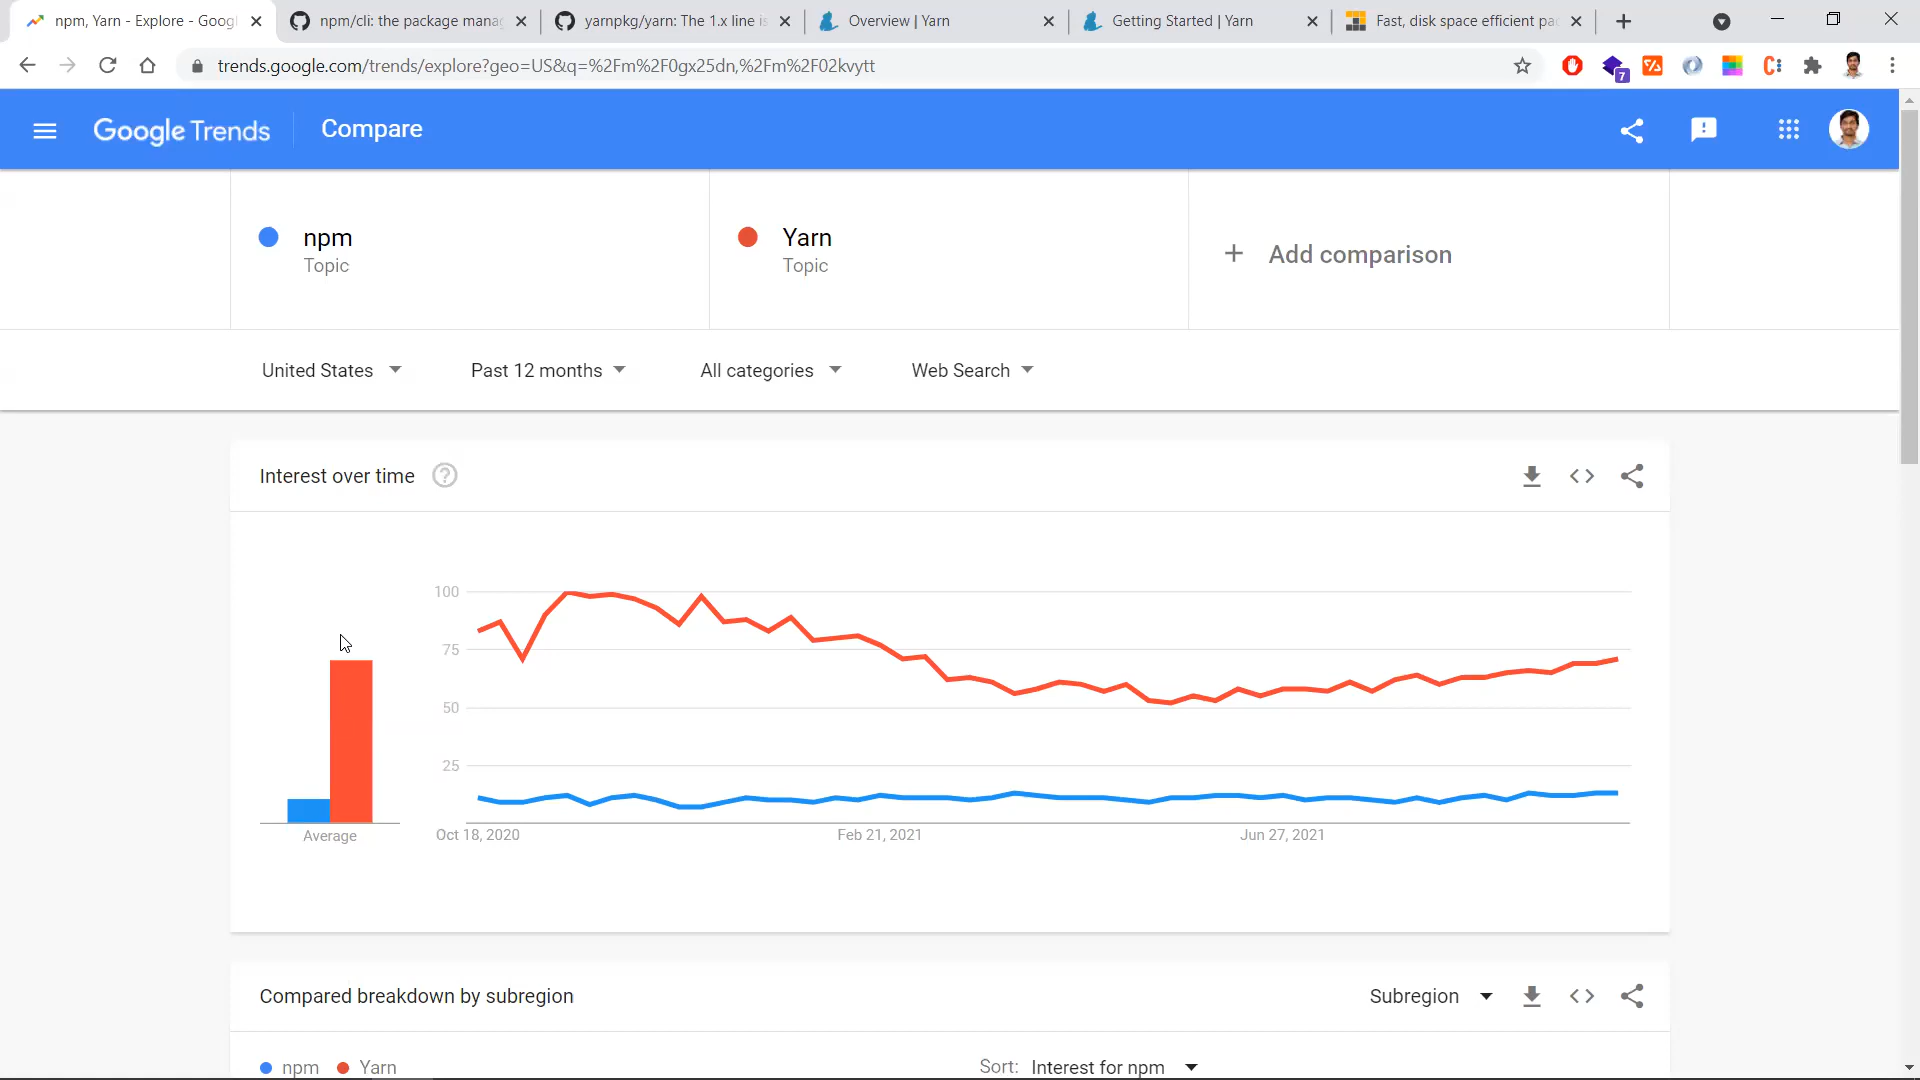 npm, Yarn - Explore - Googl
npm/cli: the package manag
yarnpkg/yarn: The 1.x line is
Overview | Yarn
Getting Started | Yarn
Fast, disk space efficient pa
trends.google.com/trends/explore?geo=US&q=%2Fm%2F0gx25dn,%2Fm%2F02kvytt
7
Google Trends
Compare
npm
Topic
Yarn
Topic
+ Add comparison
United States
Past 12 months
All categories
Web Search
Interest over time
?
100
75
50
25
Average
Oct 18, 2020
Feb 21, 2021
Jun 27, 2021
Compared breakdown by subregion
Subregion
npm
Yarn
Sort: Interest for npm